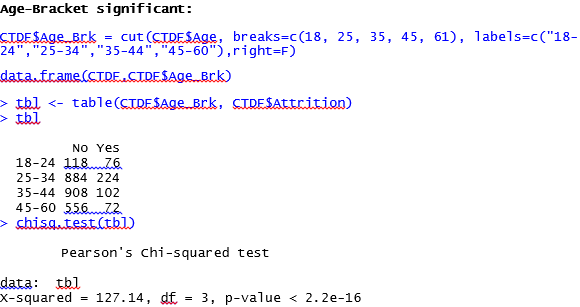 Age-Bracket significant:
CTDF$Age_Brk = cut(CTDF$Age, breaks=c(18, 25, 35, 45, 61), labels=c("18-
24","25-34","35-44","45-60"),right=F)
data.frame(CTDF,CTDF$Age_Brk)
> tbl <- table(CTDF$Age_Brk, CTDF$Attrition)
> tbl
No Yes
18-24 118 76
25-34 884 224
35-44 908 102
45-60 556 72
> chisq.test(tbl)
Pearson's Chi-squared test
data: tbl
X-squared = 127.14, df = 3, p-value < 2.2e-16